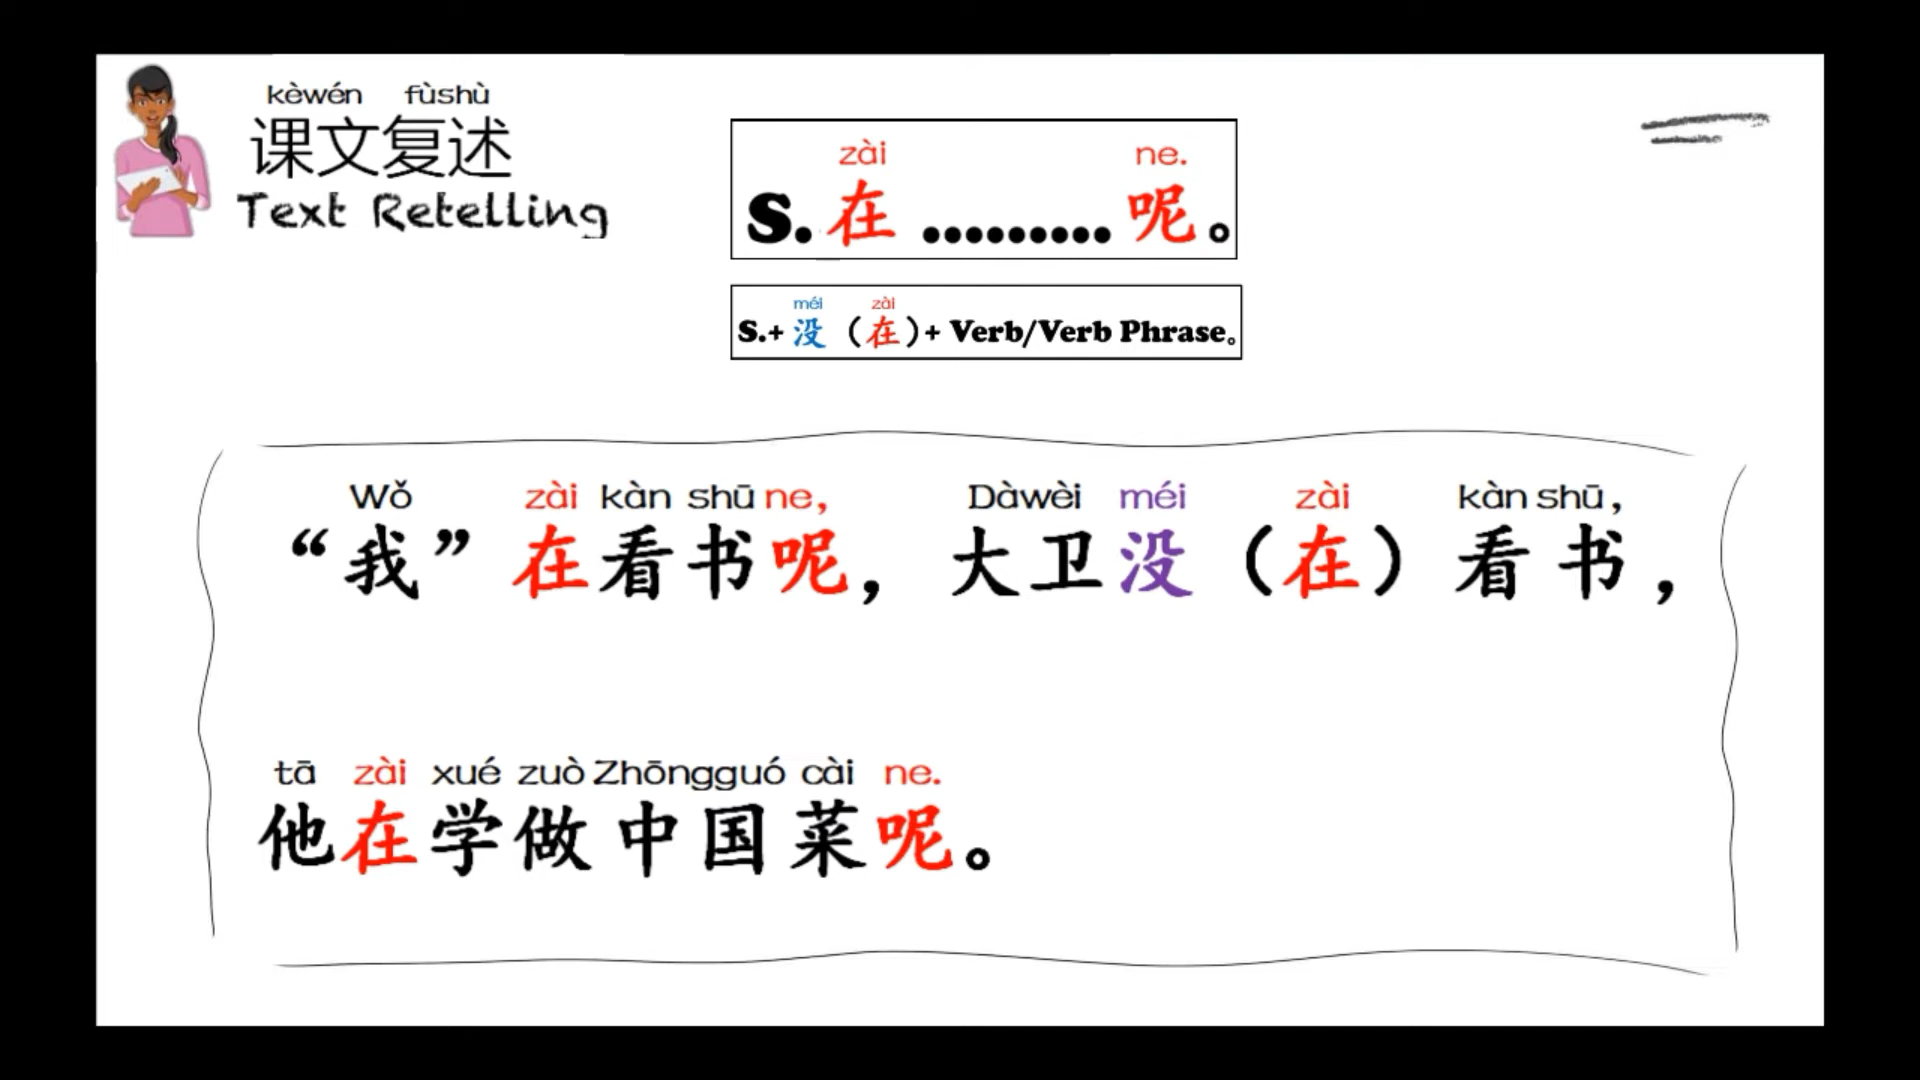 kèwén fùshù
课文复述
Text Retelling
zài ne.
S.在 ......... 呢。
méi zài
S.+ 没（在）+ Verb/Verb Phrase。
Wǒ zài kàn shū ne, Dàwèi méi zài kàn shū,
“我”在看书呢，大卫没（在）看书，
tā zài xué zuò Zhōngguó cài ne.
他在学做中国菜呢。